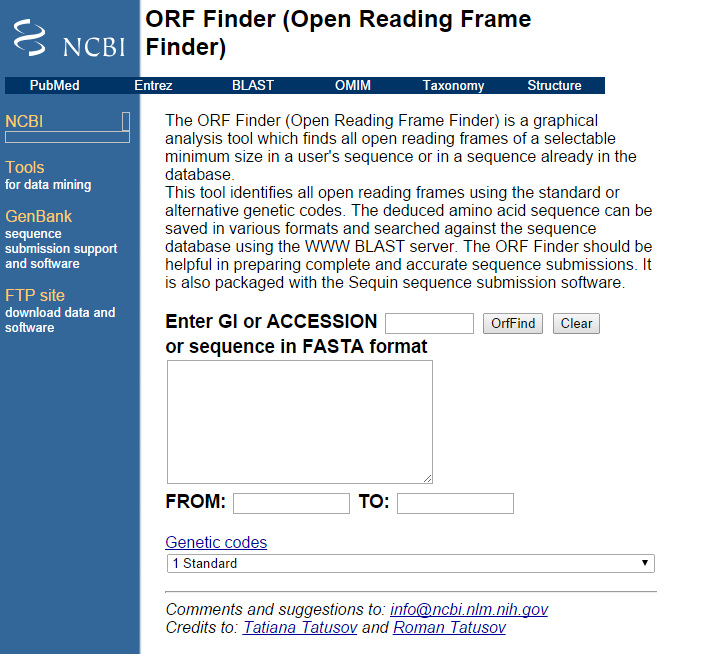 NCBI
ORF Finder (Open Reading Frame
Finder)
PubMed Entrez BLAST OMIM Taxonomy Structure
NCBI
Tools
for data mining
GenBank
sequence
submission support
and software
FTP site
download data and
software
The ORF Finder (Open Reading Frame Finder) is a graphical
analysis tool which finds all open reading frames of a selectable
minimum size in a user's sequence or in a sequence already in the
database.
This tool identifies all open reading frames using the standard or
alternative genetic codes. The deduced amino acid sequence can be
saved in various formats and searched against the sequence
database using the WWW BLAST server. The ORF Finder should be
helpful in preparing complete and accurate sequence submissions. It
is also packaged with the Sequin sequence submission software.
Enter GI or ACCESSION OrfFind Clear
or sequence in FASTA format
FROM: TO:
Genetic codes
1 Standard
Comments and suggestions to: info@ncbi.nlm.nih.gov
Credits to: Tatiana Tatusov and Roman Tatusov